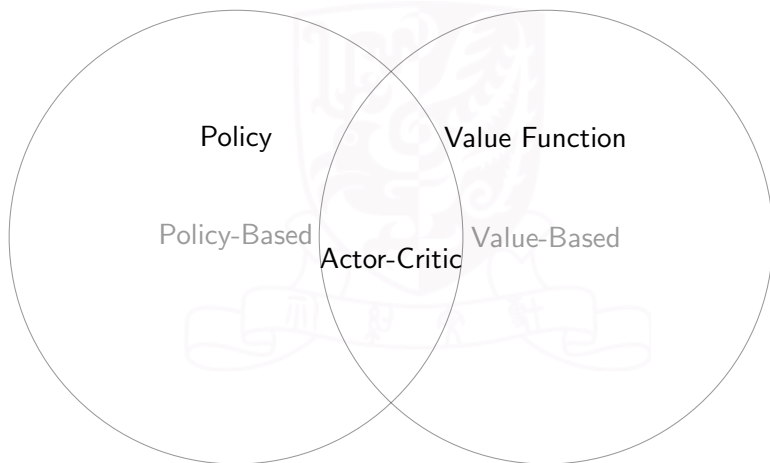 Policy
Value Function
Policy-Based
Value-Based
Actor-Critic